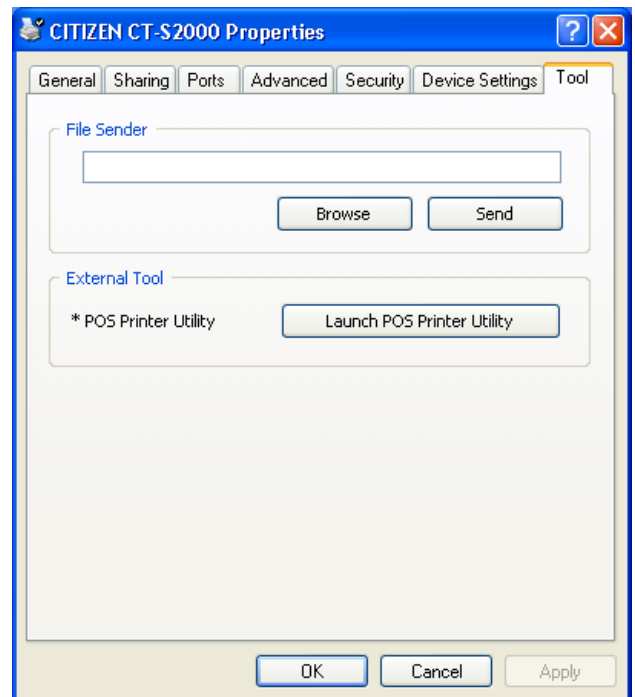 CITIZEN CT-S2000 Properties
General Sharing Ports Advanced Security Device Settings Tool
File Sender
Browse Send
External Tool
* POS Printer Utility Launch POS Printer Utility
OK Cancel Apply